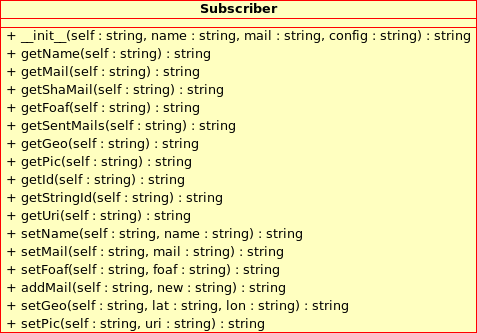 Subscriber
+ __init__(self : string, name : string, mail : string, config : string) : string
+ getName(self : string) : string
+ getMail(self : string) : string
+ getShaMail(self : string) : string
+ getFoaf(self : string) : string
+ getSentMails(self : string) : string
+ getGeo(self : string) : string
+ getPic(self : string) : string
+ getId(self : string) : string
+ getStringId(self : string) : string
+ getUri(self : string) : string
+ setName(self : string, name : string) : string
+ setMail(self : string, mail : string) : string
+ setFoaf(self : string, foaf : string) : string
+ addMail(self : string, new : string) : string
+ setGeo(self : string, lat : string, lon : string) : string
+ setPic(self : string, uri : string) : string